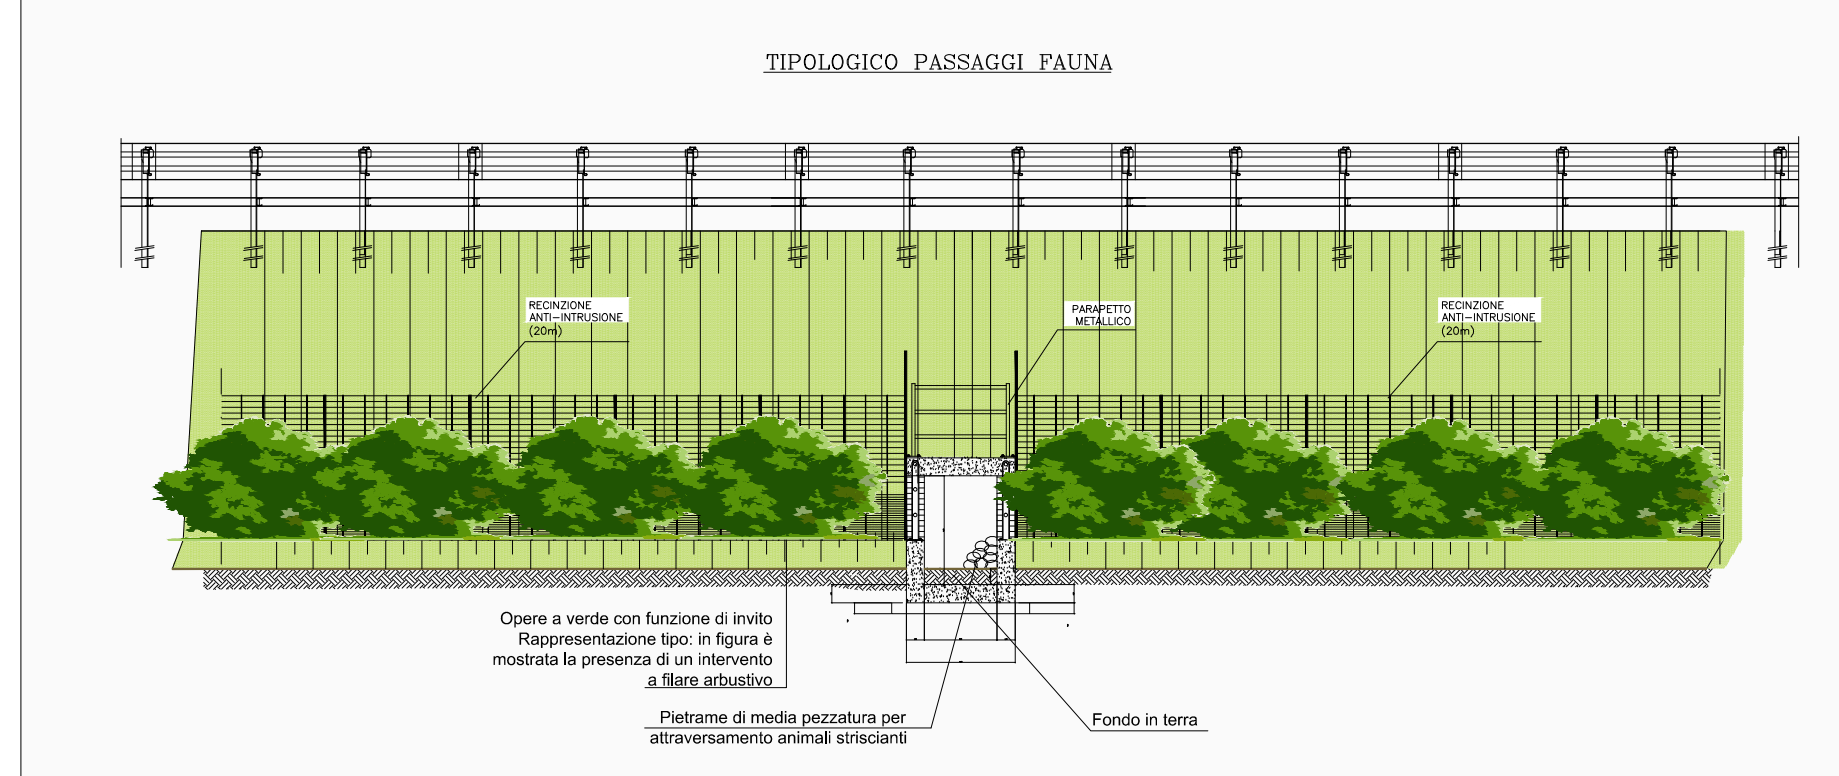 TIPOLOGICO PASSAGGI FAUNA
RECINZIONE
ANTI-INTRUSIONE
(20m)
PARAPETTO
METALLICO
RECINZIONE
ANTI-INTRUSIONE
(20m)
Opere a verde con funzione di invito
Rappresentazione tipo: in figura è
mostrata la presenza di un intervento
a filare arbustivo
Pietrame di media pezzatura per
attraversamento animali striscianti
Fondo in terra